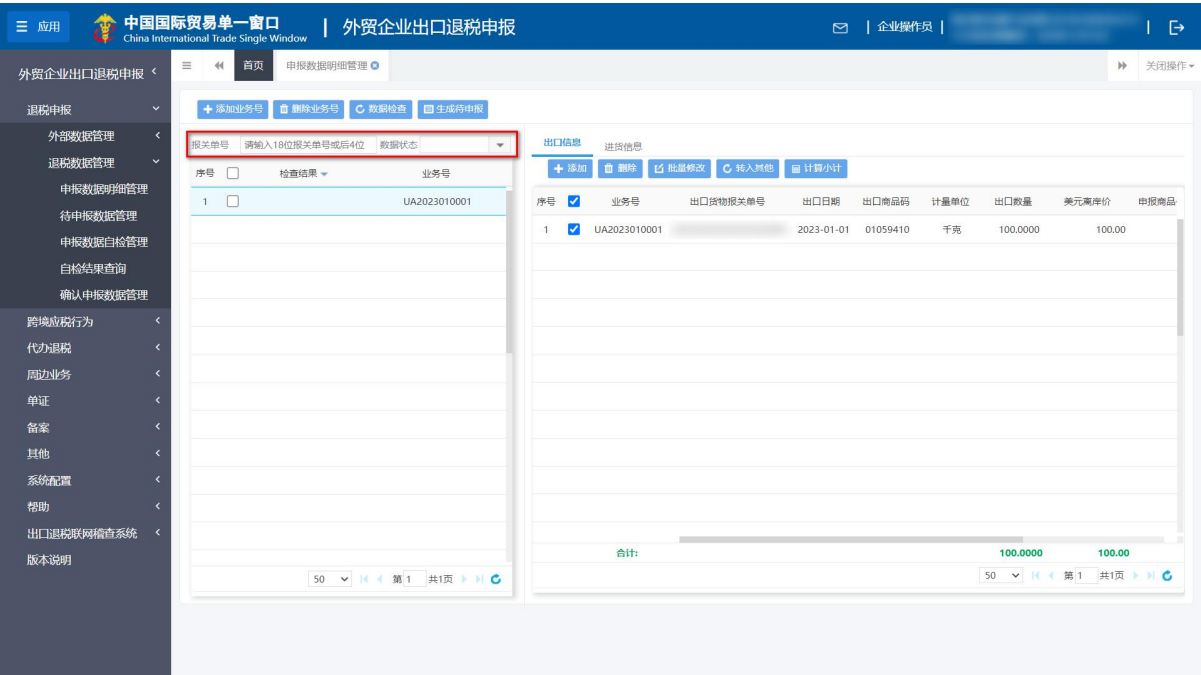 应用
中国国际贸易单一窗口
China International Trade Single Window
外贸企业出口退税申报
企业操作员
外贸企业出口退税申报
首页
申报数据明细管理
关闭操作
退税申报
外部数据管理
退税数据管理
申报数据明细管理
待申报数据管理
申报数据自检管理
自检结果查询
确认申报数据管理
跨境应税行为
代办退税
周边业务
单证
备案
其他
系统配置
帮助
出口退税联网稽查系统
版本说明
添加业务号 删除业务号 数据检查 生成待申报
报关单号 请输入18位报关单号或后4位 数据状态
序号 检查结果 业务号
1 UA2023010001
50 第 1 共1页
出口信息 进货信息
添加 删除 批量修改 转入其他 计算小计
序号 业务号 出口货物报关单号 出口日期 出口商品码 计量单位 出口数量 美元离岸价 申报商品
1 UA2023010001 2023-01-01 01059410 千克 100.0000 100.00
合计: 100.0000 100.00
50 第 1 共1页